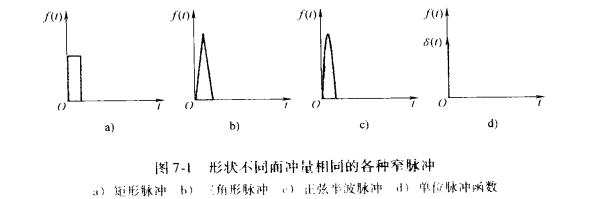 f(t) f(t) f(t) f(t)
δ(t)
O t O t O t O t
a) b) c) d)
图 7-1 形状不同而冲量相同的各种窄脉冲
a) 矩形脉冲 b) 三角形脉冲 c) 正弦半波脉冲 d) 单位脉冲函数